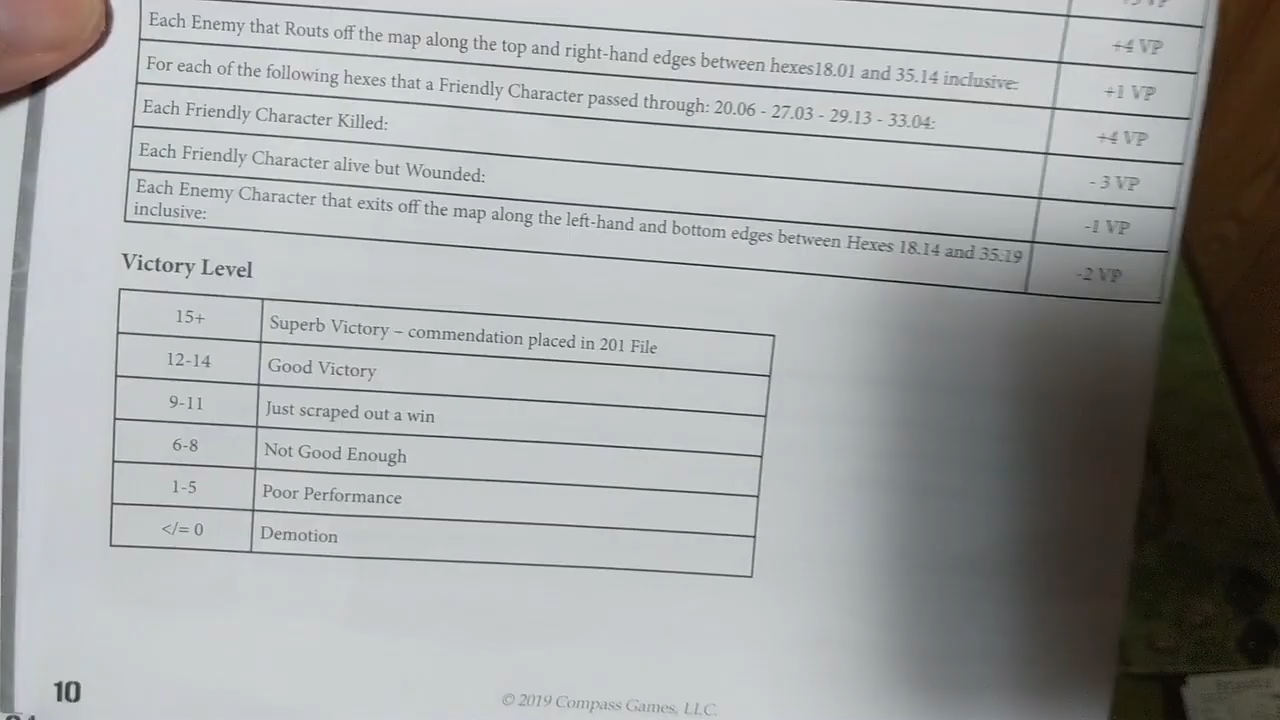 +4 VP
Each Enemy that Routs off the map along the top and right-hand edges between hexes18.01 and 35.14 inclusive: +1 VP
For each of the following hexes that a Friendly Character passed through: 20.06 - 27.03 - 29.13 - 33.04: +4 VP
Each Friendly Character Killed: - 3 VP
Each Friendly Character alive but Wounded: -1 VP
Each Enemy Character that exits off the map along the left-hand and bottom edges between Hexes 18.14 and 35.19
inclusive: -2 VP
Victory Level
15+ Superb Victory – commendation placed in 201 File
12-14 Good Victory
9-11 Just scraped out a win
6-8 Not Good Enough
1-5 Poor Performance
</= 0 Demotion
10
© 2019 Compass Games, LLC.